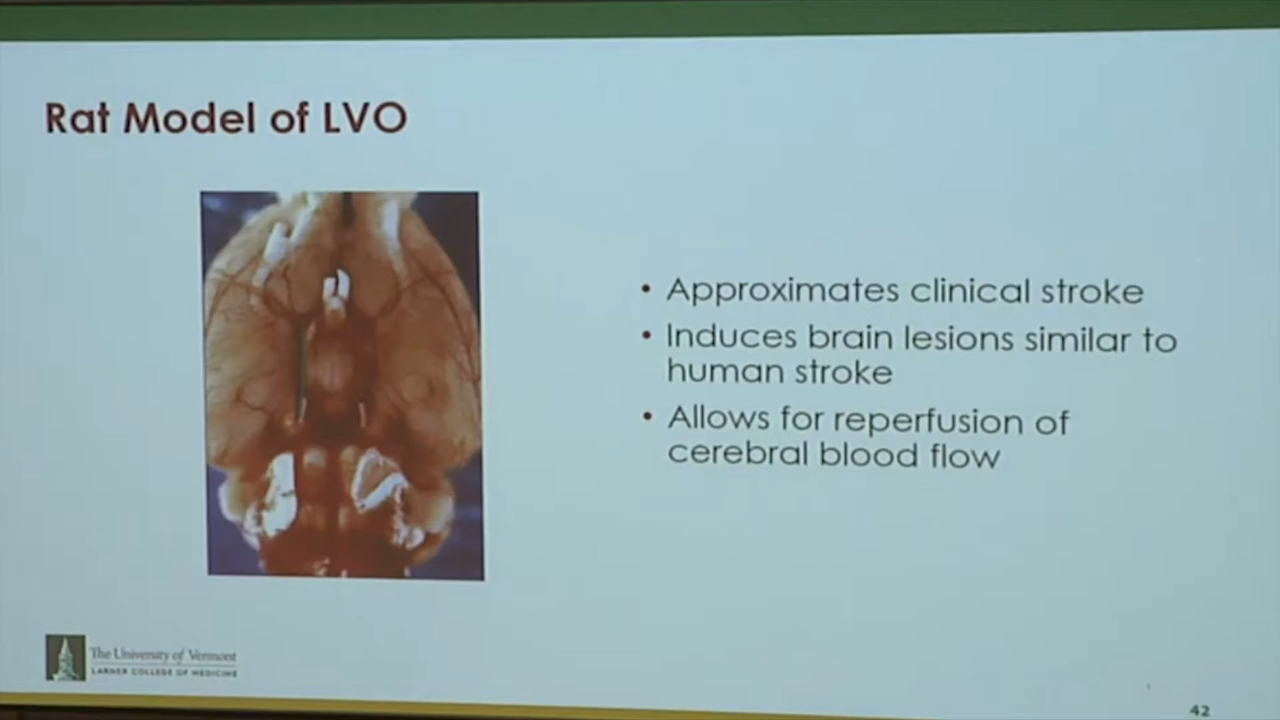 Rat Model of LVO
• Approximates clinical stroke
• Induces brain lesions similar to
human stroke
• Allows for reperfusion of
cerebral blood flow
The University of Vermont
LARNER COLLEGE OF MEDICINE
42